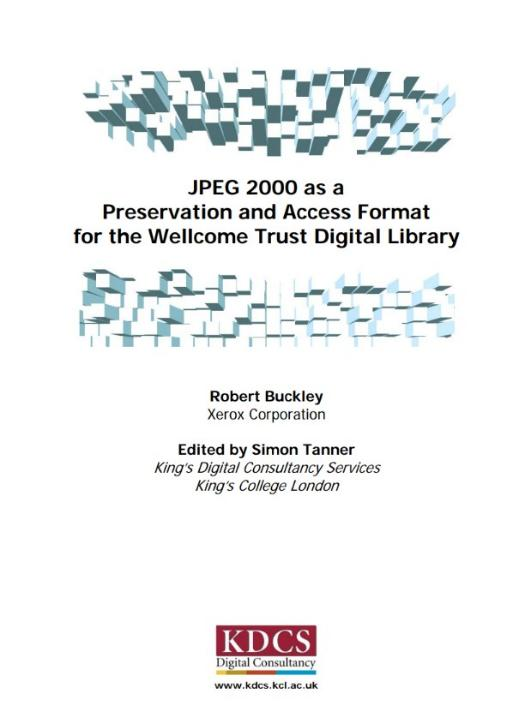 JPEG 2000 as a
Preservation and Access Format
for the Wellcome Trust Digital Library
Robert Buckley
Xerox Corporation
Edited by Simon Tanner
King's Digital Consultancy Services
King's College London
KDCS
Digital Consultancy
www.kdcs.kcl.ac.uk